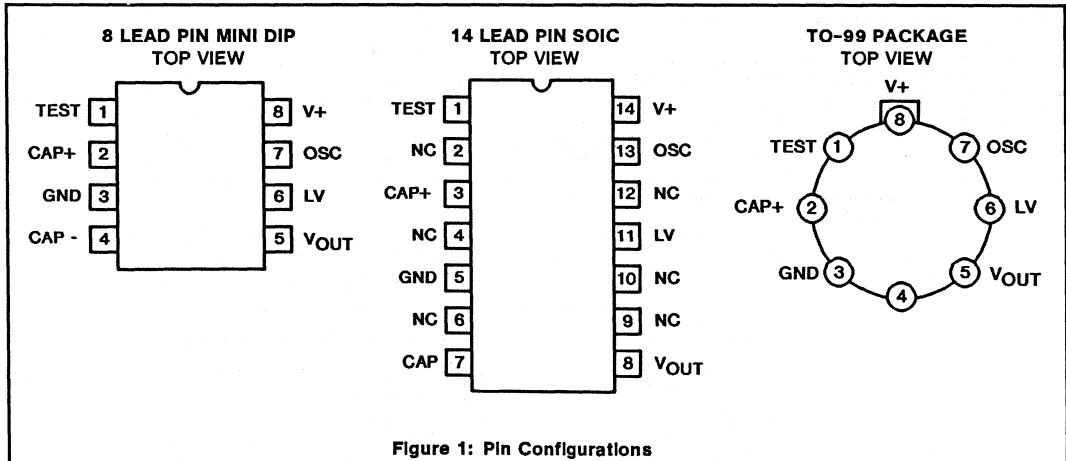 8 LEAD PIN MINI DIP
TOP VIEW
TEST 1
CAP+ 2
GND 3
CAP - 4
8 V+
7 OSC
6 LV
5 VOUT
14 LEAD PIN SOIC
TOP VIEW
TEST 1
NC 2
CAP+ 3
NC 4
GND 5
NC 6
CAP 7
14 V+
13 OSC
12 NC
11 LV
10 NC
9 NC
8 VOUT
TO-99 PACKAGE
TOP VIEW
V+
8
TEST 1
7 OSC
CAP+ 2
6 LV
GND 3
5 VOUT
4
Figure 1: Pin Configurations